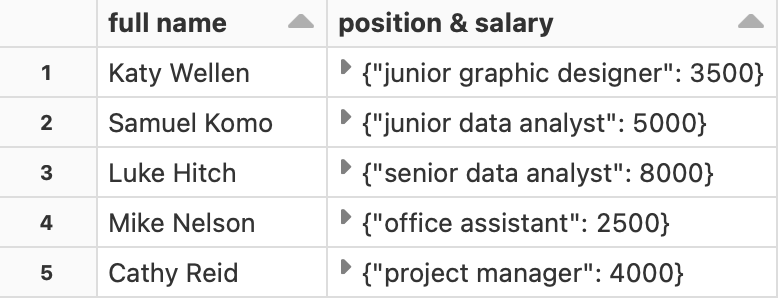 full name position & salary
1 Katy Wellen {"junior graphic designer": 3500}
2 Samuel Komo {"junior data analyst": 5000}
3 Luke Hitch {"senior data analyst": 8000}
4 Mike Nelson {"office assistant": 2500}
5 Cathy Reid {"project manager": 4000}